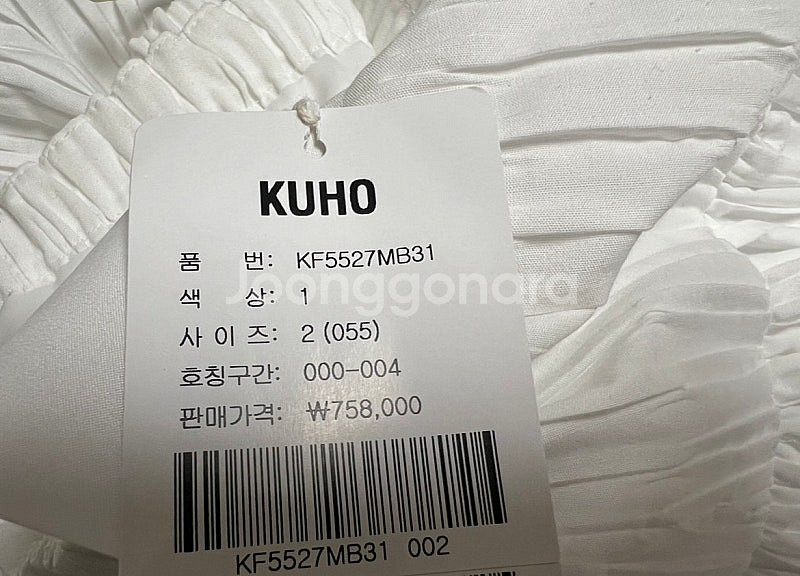 KUHO
품 번: KF5527MB31
Joonggonara
색 상: 1
사 이 즈: 2 (055)
호칭구간: 000-004
판매가격: ₩758,000
KF5527MB31 002